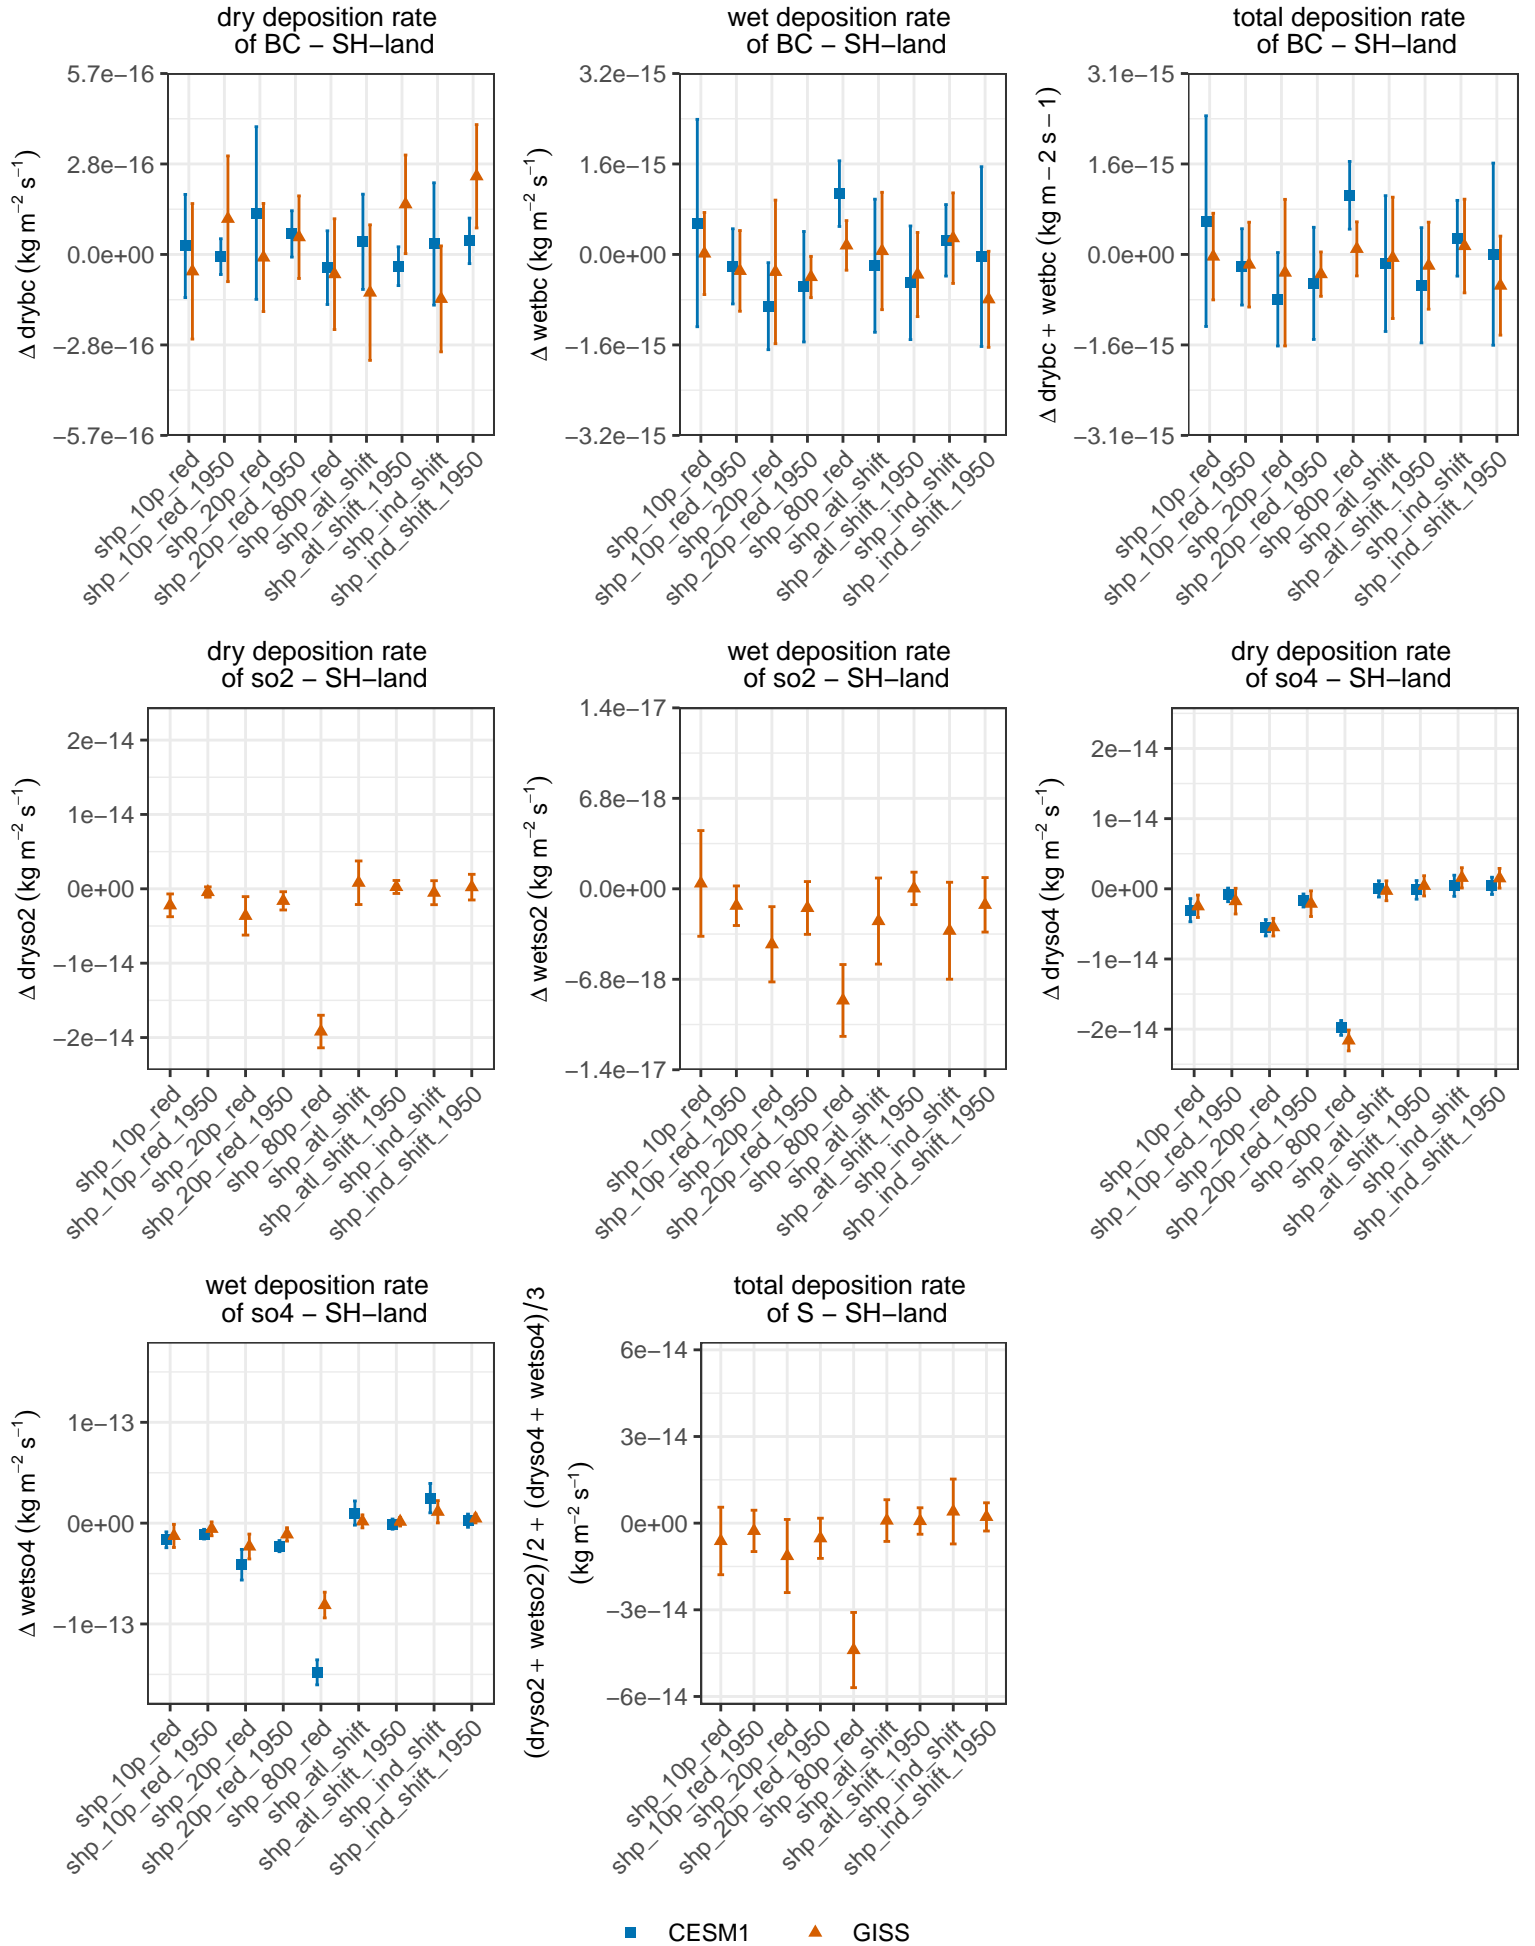 dry deposition rate
of BC − SH−land
Δ drybc (kg m−2 s−1)
5.7e−16
2.8e−16
0.0e+00
−2.8e−16
−5.7e−16
shp_10p_red
shp_10p_red_1950
shp_20p_red
shp_20p_red_1950
shp_80p_red
shp_atl_shift
shp_atl_shift_1950
shp_ind_shift
shp_ind_shift_1950
wet deposition rate
of BC − SH−land
Δ wetbc (kg m−2 s−1)
3.2e−15
1.6e−15
0.0e+00
−1.6e−15
−3.2e−15
shp_10p_red
shp_10p_red_1950
shp_20p_red
shp_20p_red_1950
shp_80p_red
shp_atl_shift
shp_atl_shift_1950
shp_ind_shift
shp_ind_shift_1950
total deposition rate
of BC − SH−land
Δ drybc + wetbc (kg m − 2 s − 1)
3.1e−15
1.6e−15
0.0e+00
−1.6e−15
−3.1e−15
shp_10p_red
shp_10p_red_1950
shp_20p_red
shp_20p_red_1950
shp_80p_red
shp_atl_shift
shp_atl_shift_1950
shp_ind_shift
shp_ind_shift_1950
dry deposition rate
of so2 − SH−land
Δ dryso2 (kg m−2 s−1)
2e−14
1e−14
0e+00
−1e−14
−2e−14
shp_10p_red
shp_10p_red_1950
shp_20p_red
shp_20p_red_1950
shp_80p_red
shp_atl_shift
shp_atl_shift_1950
shp_ind_shift
shp_ind_shift_1950
wet deposition rate
of so2 − SH−land
Δ wetso2 (kg m−2 s−1)
1.4e−17
6.8e−18
0.0e+00
−6.8e−18
−1.4e−17
shp_10p_red
shp_10p_red_1950
shp_20p_red
shp_20p_red_1950
shp_80p_red
shp_atl_shift
shp_atl_shift_1950
shp_ind_shift
shp_ind_shift_1950
dry deposition rate
of so4 − SH−land
Δ dryso4 (kg m−2 s−1)
2e−14
1e−14
0e+00
−1e−14
−2e−14
shp_10p_red
shp_10p_red_1950
shp_20p_red
shp_20p_red_1950
shp_80p_red
shp_atl_shift
shp_atl_shift_1950
shp_ind_shift
shp_ind_shift_1950
wet deposition rate
of so4 − SH−land
Δ wetso4 (kg m−2 s−1)
1e−13
0e+00
−1e−13
shp_10p_red
shp_10p_red_1950
shp_20p_red
shp_20p_red_1950
shp_80p_red
shp_atl_shift
shp_atl_shift_1950
shp_ind_shift
shp_ind_shift_1950
total deposition rate
of S − SH−land
(dryso2 + wetso2)/2 + (dryso4 + wetso4)/3
(kg m−2 s−1)
6e−14
3e−14
0e+00
−3e−14
−6e−14
shp_10p_red
shp_10p_red_1950
shp_20p_red
shp_20p_red_1950
shp_80p_red
shp_atl_shift
shp_atl_shift_1950
shp_ind_shift
shp_ind_shift_1950
CESM1
GISS